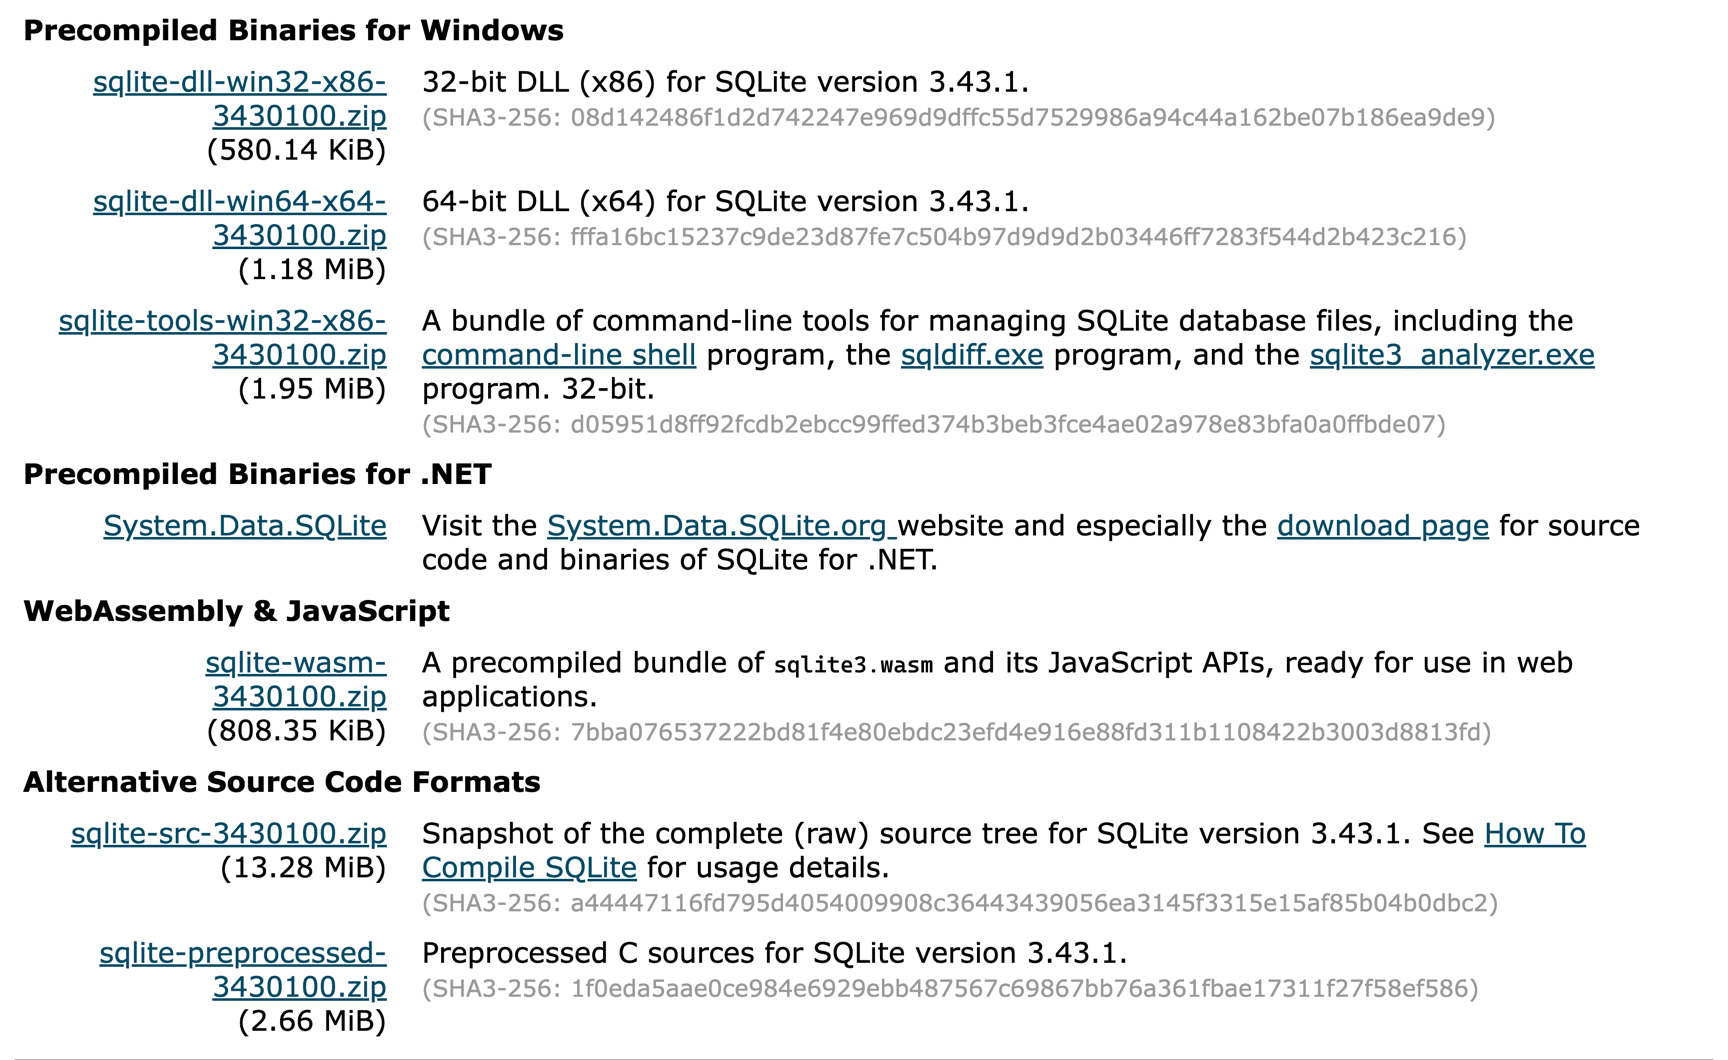 Precompiled Binaries for Windows
sqlite-dll-win32-x86-
3430100.zip
(580.14 KiB)
32-bit DLL (x86) for SQLite version 3.43.1.
(SHA3-256: 08d142486f1d2d742247e969d9dffc55d7529986a94c44a162be07b186ea9de9)
sqlite-dll-win64-x64-
3430100.zip
(1.18 MiB)
64-bit DLL (x64) for SQLite version 3.43.1.
(SHA3-256: fffa16bc15237c9de23d87fe7c504b97d9d9d2b03446ff7283f544d2b423c216)
sqlite-tools-win32-x86-
3430100.zip
(1.95 MiB)
A bundle of command-line tools for managing SQLite database files, including the
command-line shell program, the sqldiff.exe program, and the sqlite3_analyzer.exe
program. 32-bit.
(SHA3-256: d05951d8ff92fcdb2ebcc99ffed374b3beb3fce4ae02a978e83bfa0a0ffbde07)
Precompiled Binaries for .NET
System.Data.SQLite
Visit the System.Data.SQLite.org website and especially the download page for source
code and binaries of SQLite for .NET.
WebAssembly & JavaScript
sqlite-wasm-
3430100.zip
(808.35 KiB)
A precompiled bundle of sqlite3.wasm and its JavaScript APIs, ready for use in web
applications.
(SHA3-256: 7bba076537222bd81f4e80ebdc23efd4e916e88fd311b1108422b3003d8813fd)
Alternative Source Code Formats
sqlite-src-3430100.zip
(13.28 MiB)
Snapshot of the complete (raw) source tree for SQLite version 3.43.1. See How To
Compile SQLite for usage details.
(SHA3-256: a44447116fd795d4054009908c36443439056ea3145f3315e15af85b04b0dbc2)
sqlite-preprocessed-
3430100.zip
(2.66 MiB)
Preprocessed C sources for SQLite version 3.43.1.
(SHA3-256: 1f0eda5aae0ce984e6929ebb487567c69867bb76a361fbae17311f27f58ef586)